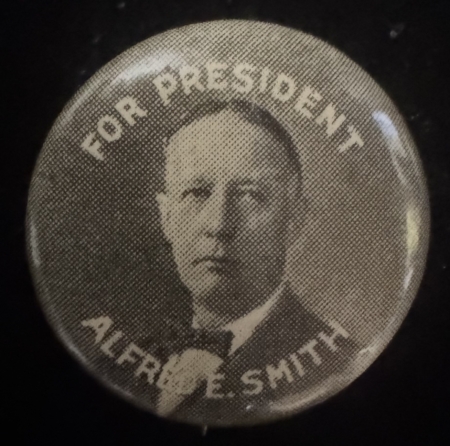 FOR PRESIDENT
ALFRED E. SMITH